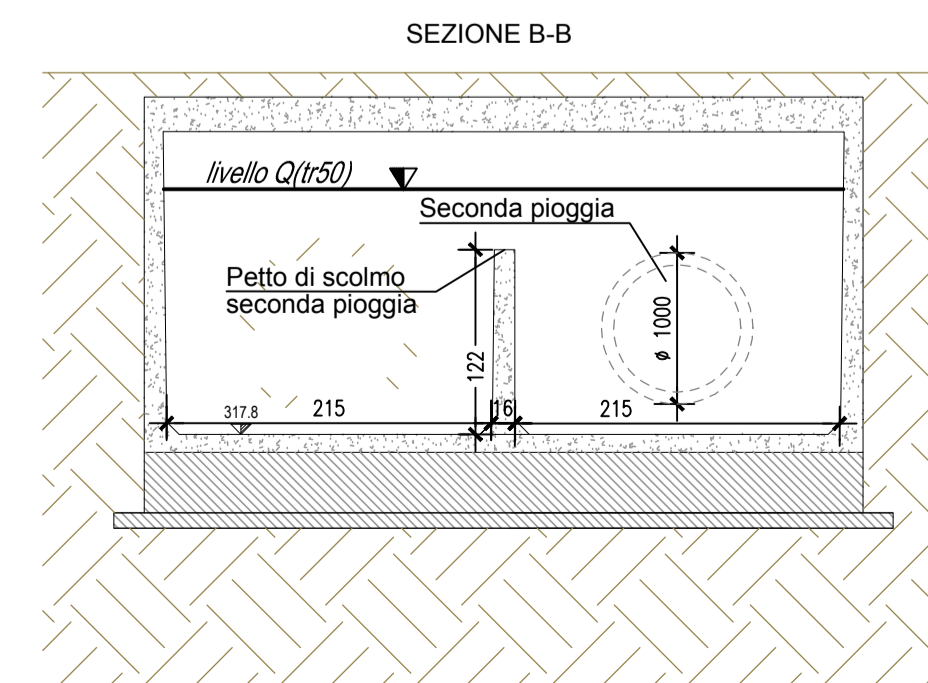 SEZIONE B-B
livello Q(tr50)
Seconda pioggia
Petto di scolmo
seconda pioggia
ø 1000
122
317.8
215
16
215